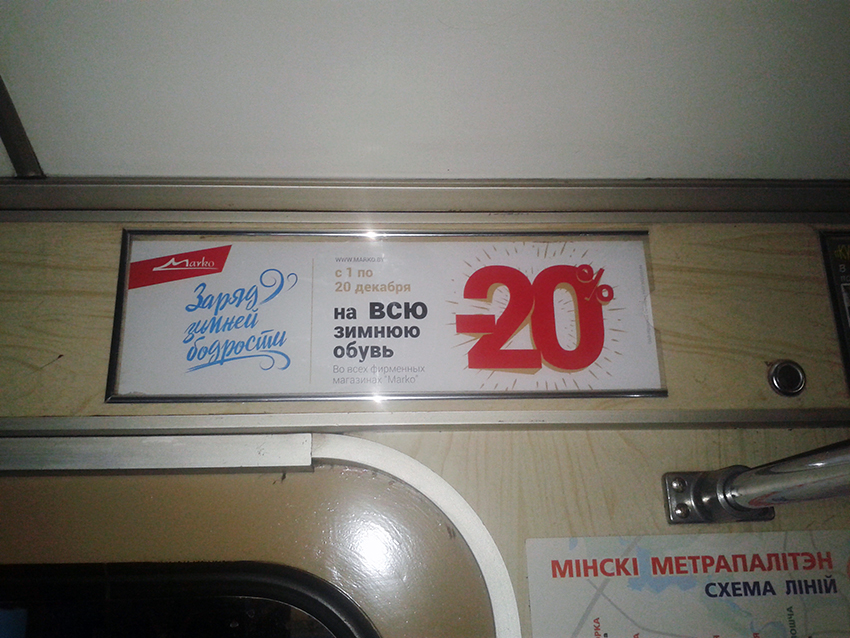 Marko
Заряд
зимней
бодрости
WWW.MARKO.BY
с 1 по
20 декабря
на ВСЮ
зимнюю
обувь
Во всех фирменных
магазинах "Marko"
-20%
МІНСКІ МЕТРАПАЛІТЭН
СХЕМА ЛІНІЙ